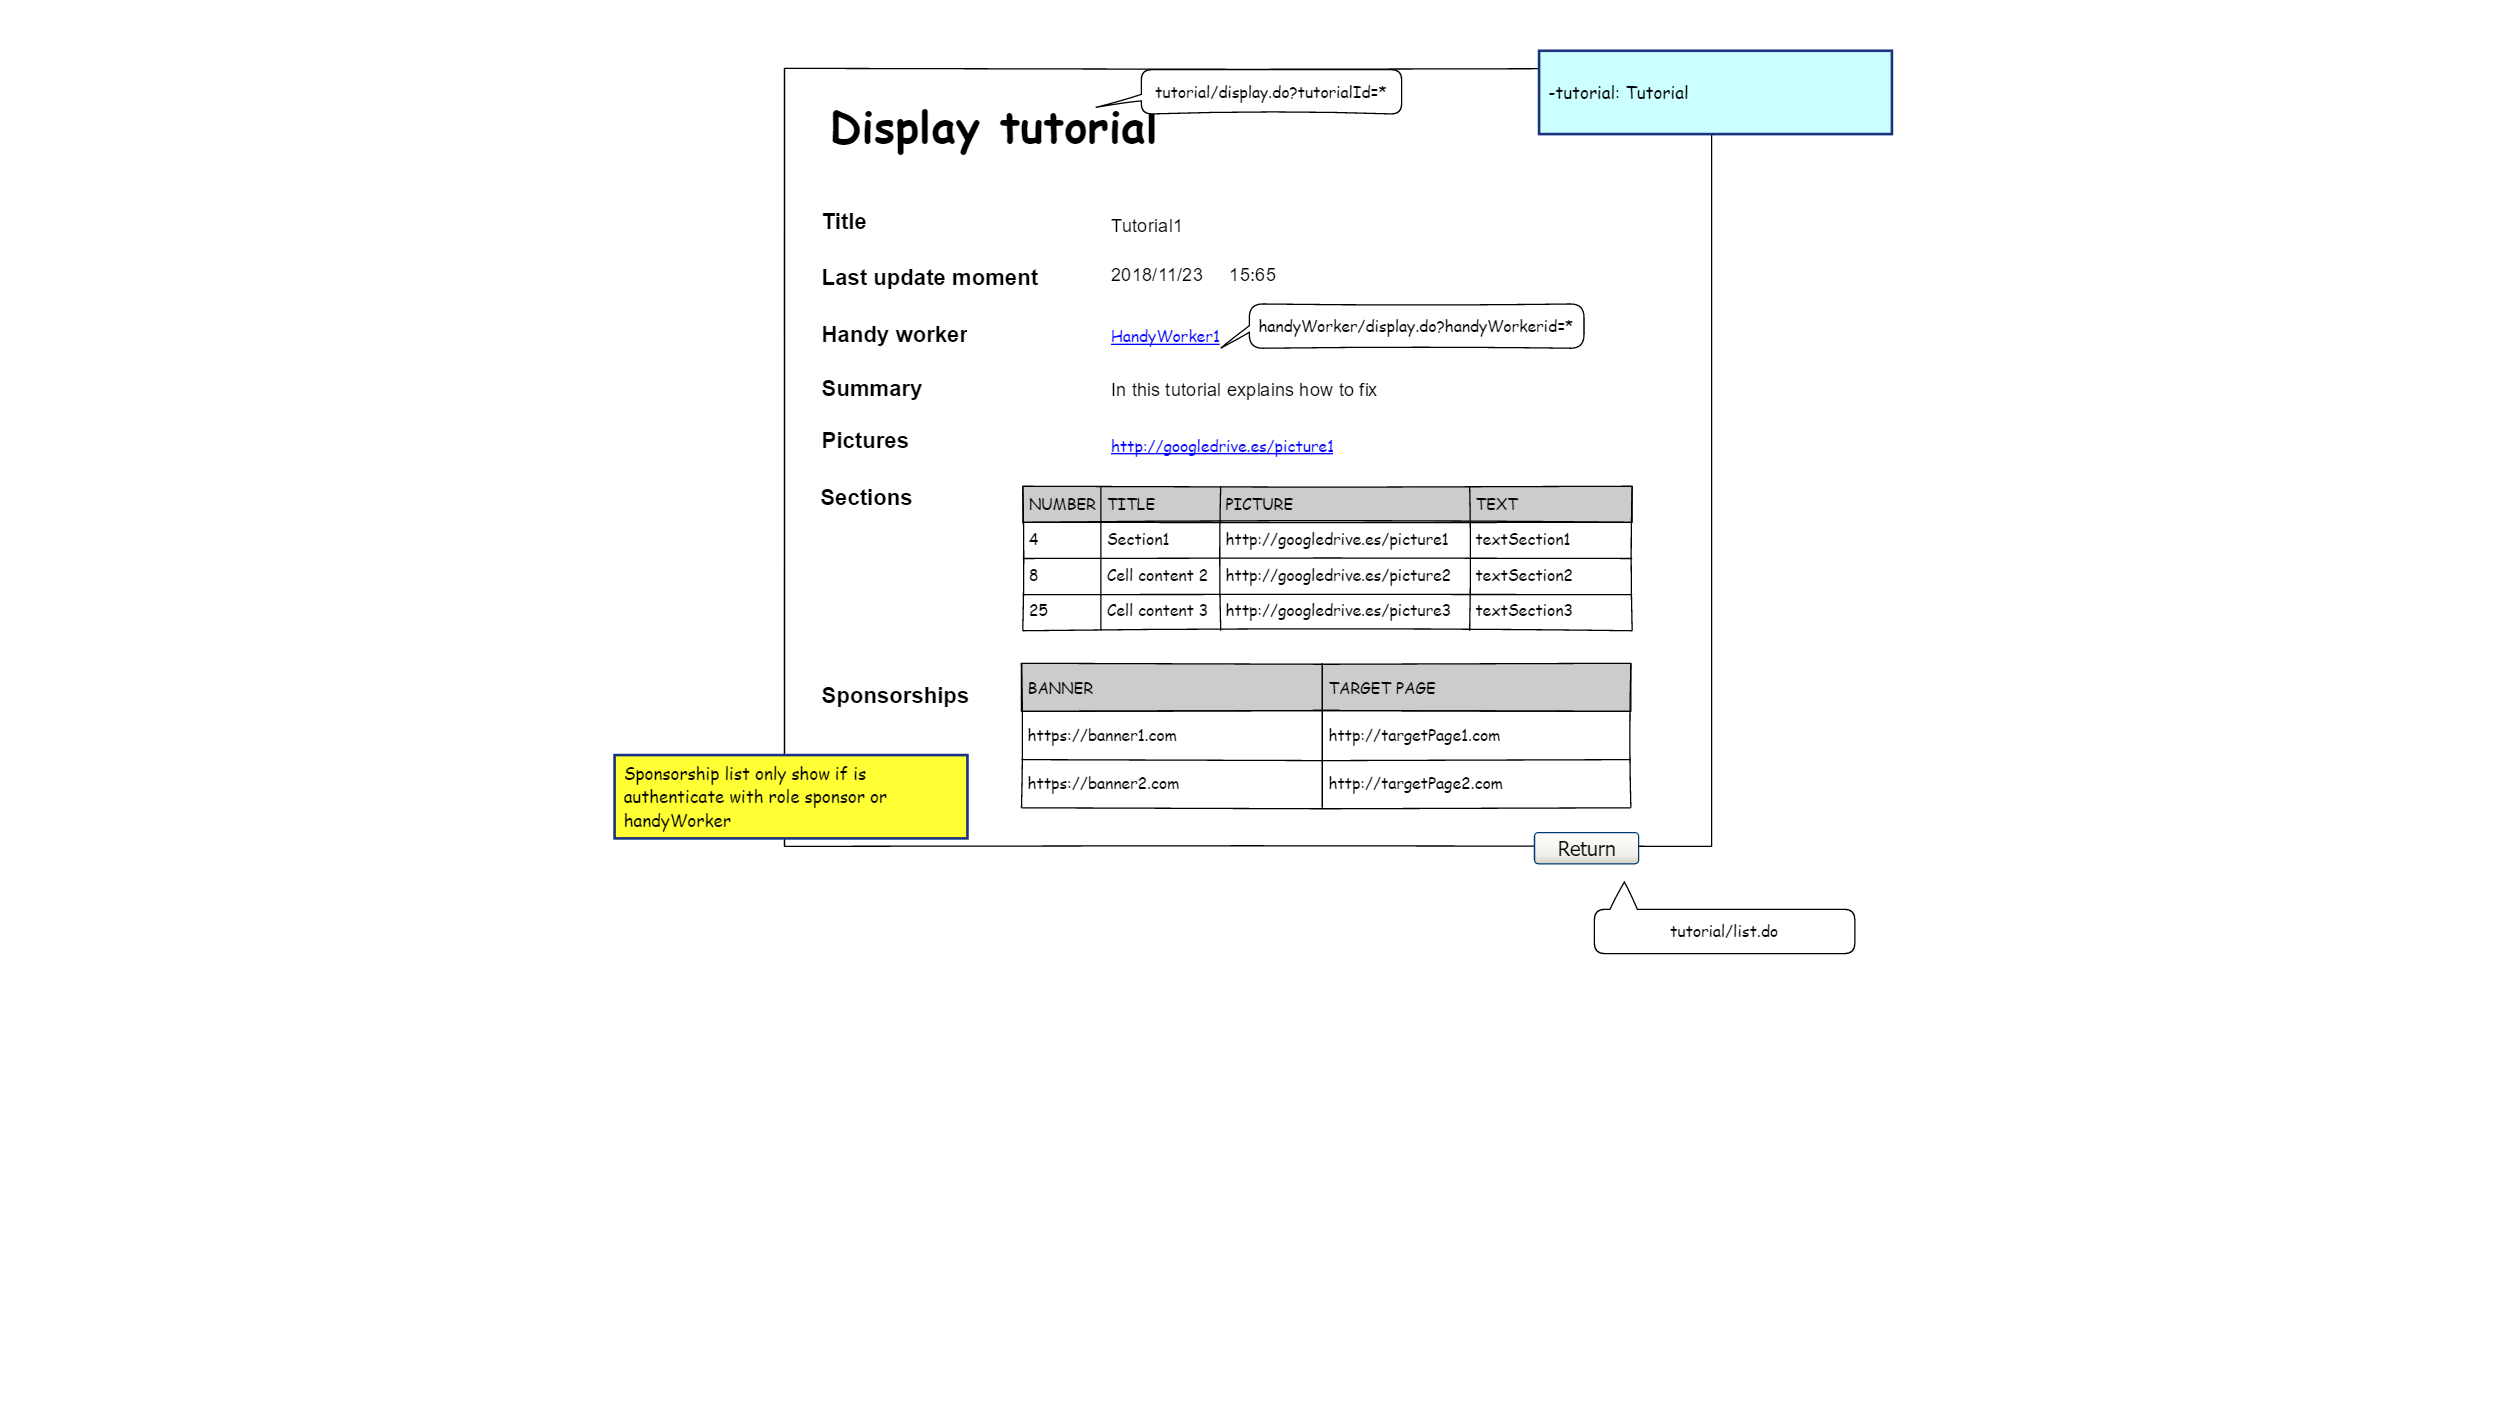 tutorial/display.do?tutorialId=*
-tutorial: Tutorial
Display tutorial
Title
Tutorial1
Last update moment
2018/11/23 15:65
Handy worker
HandyWorker1
handyWorker/display.do?handyWorkerid=*
Summary
In this tutorial explains how to fix
Pictures
http://googledrive.es/picture1
Sections
NUMBER TITLE PICTURE TEXT
4 Section1 http://googledrive.es/picture1 textSection1
8 Cell content 2 http://googledrive.es/picture2 textSection2
25 Cell content 3 http://googledrive.es/picture3 textSection3
Sponsorships
BANNER TARGET PAGE
https://banner1.com http://targetPage1.com
https://banner2.com http://targetPage2.com
Sponsorship list only show if is
authenticate with role sponsor or
handyWorker
Return
tutorial/list.do